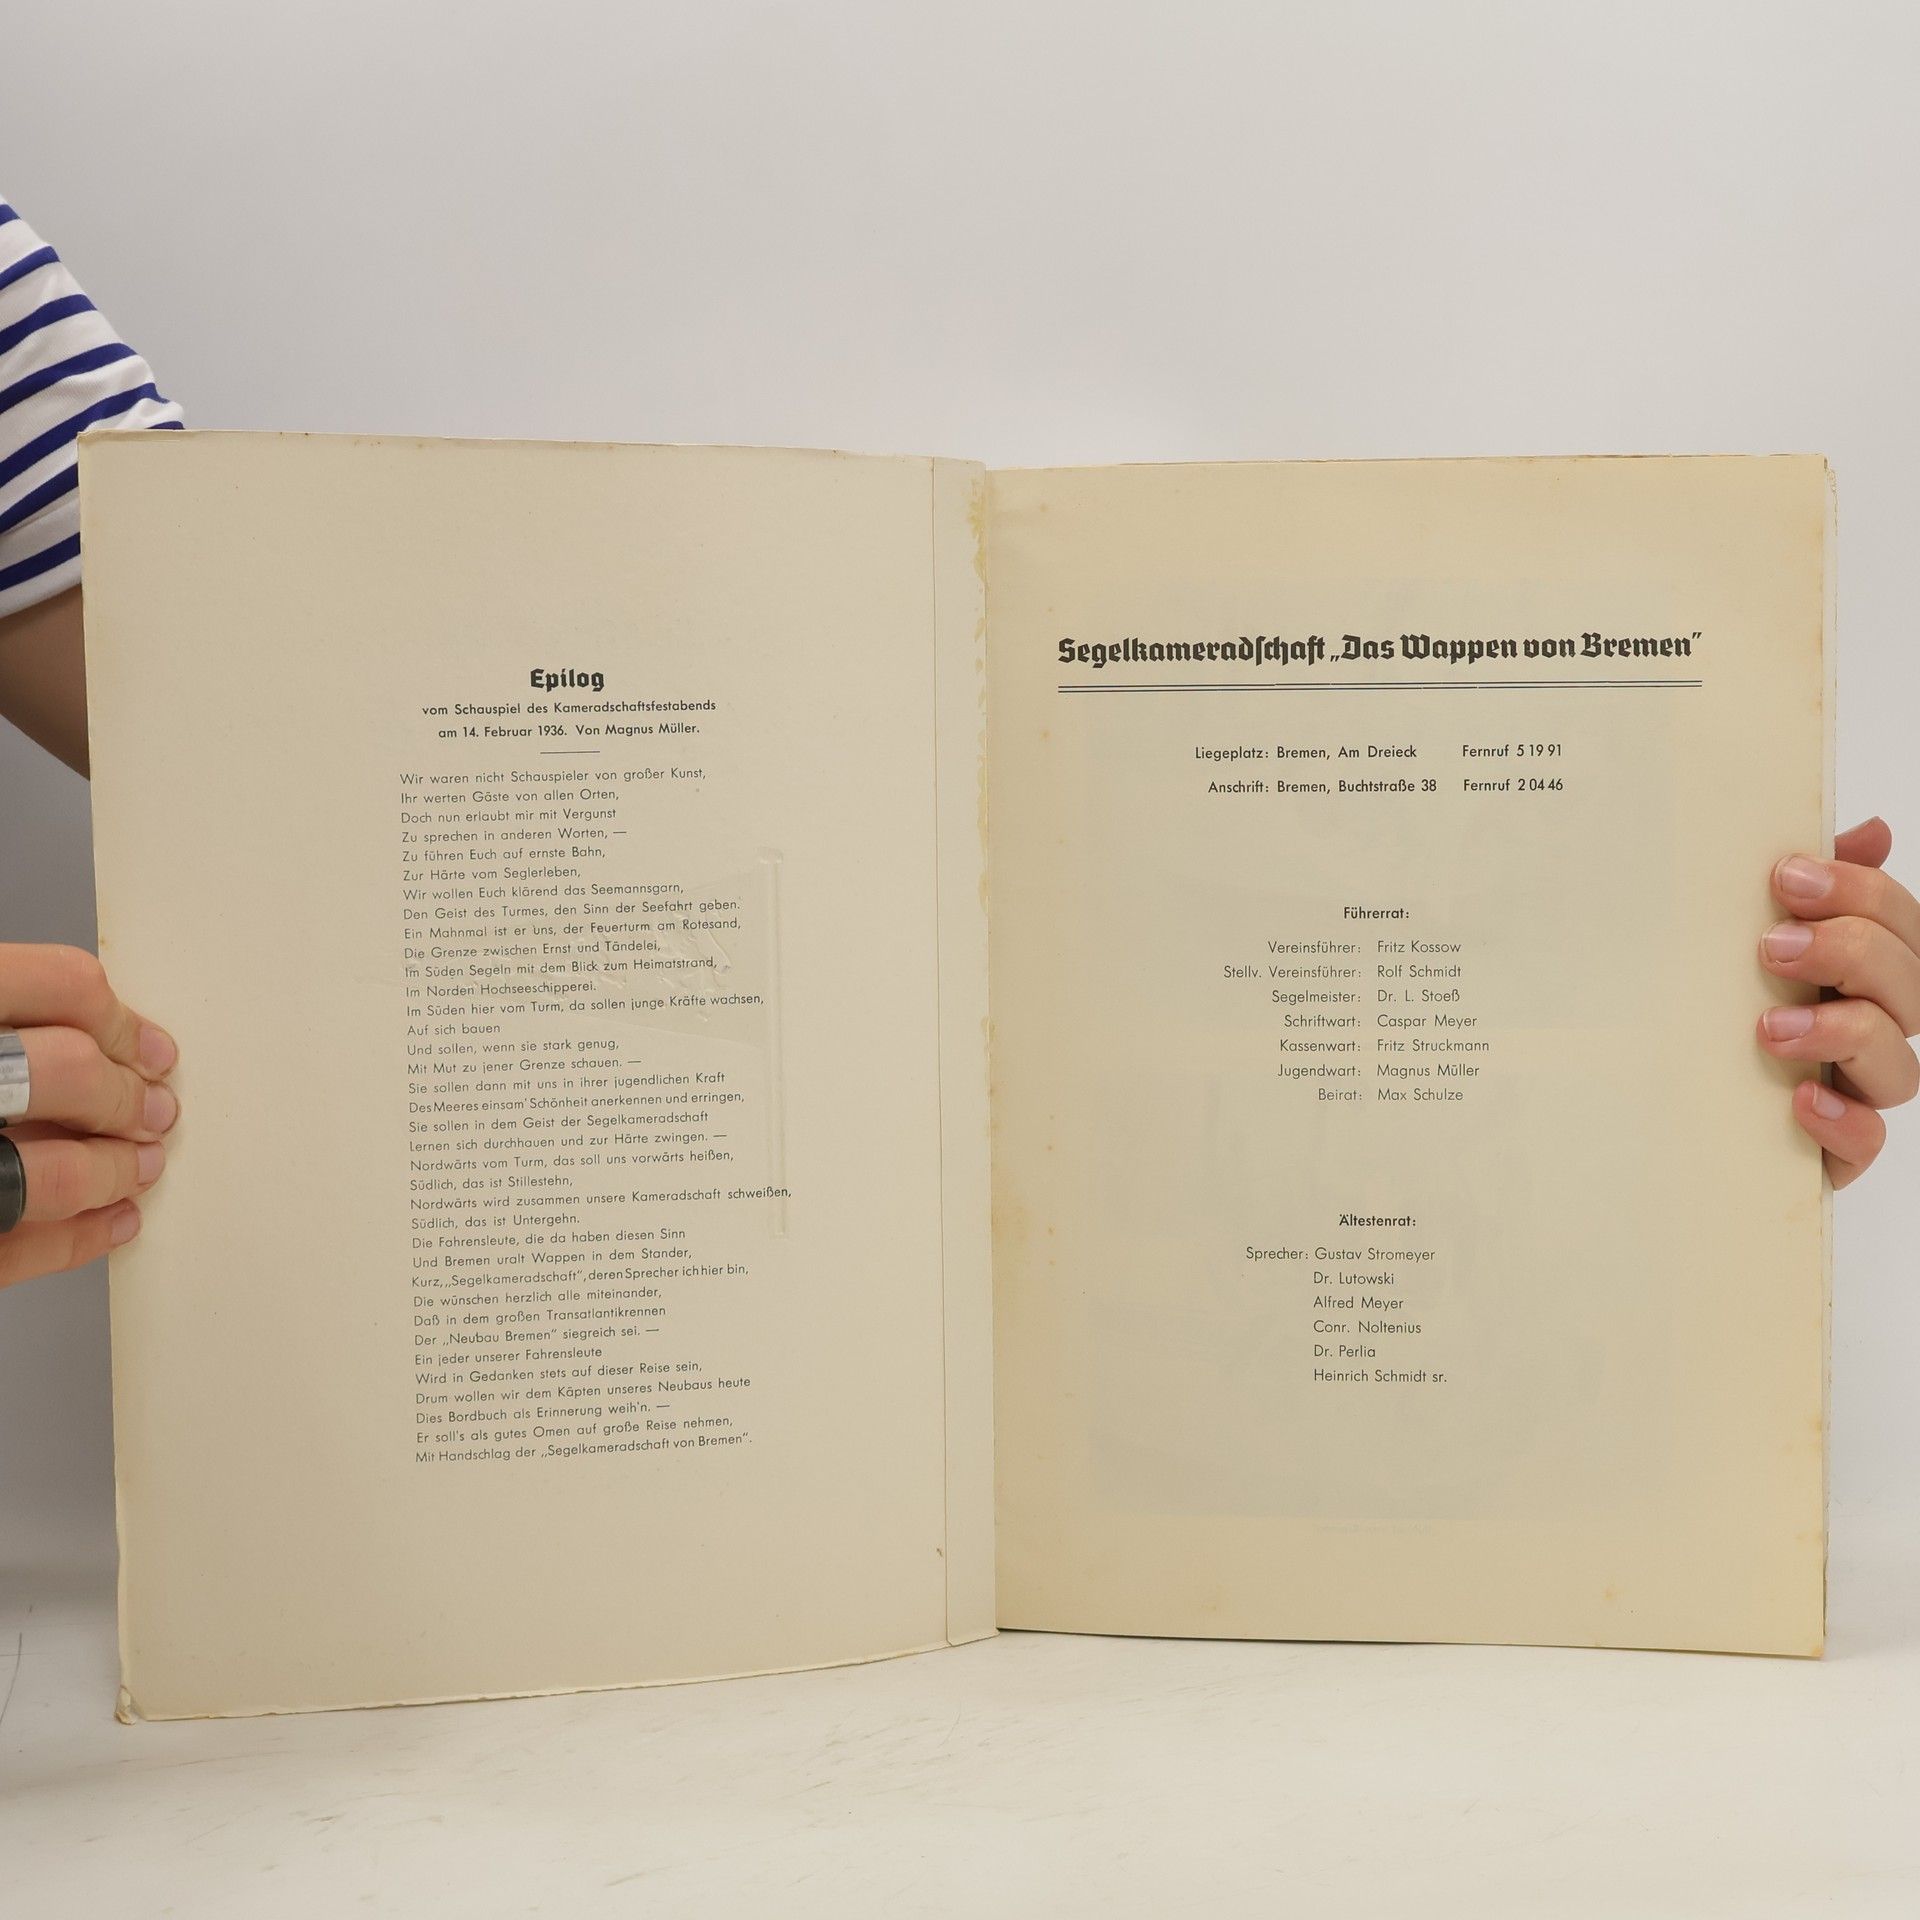 Epilog
vom Schauspiel des Kameradschaftsfestabends
am 14. Februar 1936. Von Magnus Müller.
Wir waren nicht Schauspieler von großer Kunst,
Ihr werten Gäste von allen Orten,
Doch nun erlaubt mir mit Vergunst
Zu sprechen in anderen Worten, —
Zu führen Euch auf ernste Bahn,
Zur Härte vom Seglerleben,
Wir wollen Euch klärend das Seemannsgarn,
Den Geist des Turmes, den Sinn der Seefahrt geben.
Ein Mahnmal ist er uns, der Feuerturm am Rotesand,
Die Grenze zwischen Ernst und Tändelei,
Im Süden Segeln mit dem Blick zum Heimatstrand,
Im Norden Hochseeschipperei.
Im Süden hier vom Turm, da sollen junge Kräfte wachsen,
Auf sich bauen
Und sollen, wenn sie stark genug,
Mit Mut zu jener Grenze schauen. —
Sie sollen dann mit uns in ihrer jugendlichen Kraft
Des Meeres einsam' Schönheit anerkennen und erringen,
Sie sollen in dem Geist der Segelkameradschaft
Lernen sich durchhauen und zur Härte zwingen. —
Nordwärts vom Turm, das soll uns vorwärts heißen,
Südlich, das ist Stillestehn,
Nordwärts wird zusammen unsere Kameradschaft schweißen,
Südlich, das ist Untergehn.
Die Fahrensleute, die da haben diesen Sinn
Und Bremen uralt Wappen in dem Stander,
Kurz, „Segelkameradschaft", deren Sprecher ich hier bin,
Die wünschen herzlich alle miteinander,
Daß in dem großen Transatlantikrennen
Der „Neubau Bremen" siegreich sei. —
Ein jeder unserer Fahrensleute
Wird in Gedanken stets auf dieser Reise sein,
Drum wollen wir dem Käpten unseres Neubaus heute
Dies Bordbuch als Erinnerung weih'n. —
Er soll's als gutes Omen auf große Reise nehmen,
Mit Handschlag der „Segelkameradschaft von Bremen".
Segelkameradschaft „Das Wappen von Bremen"
Liegeplatz: Bremen, Am Dreieck Fernruf 5 19 91
Anschrift: Bremen, Buchtstraße 38 Fernruf 2 04 46
Führerrat:
Vereinsführer: Fritz Kossow
Stellv. Vereinsführer: Rolf Schmidt
Segelmeister: Dr. L. Stoeß
Schriftwart: Caspar Meyer
Kassenwart: Fritz Struckmann
Jugendwart: Magnus Müller
Beirat: Max Schulze
Ältestenrat:
Sprecher: Gustav Stromeyer
Dr. Lutowski
Alfred Meyer
Conr. Noltenius
Dr. Perlia
Heinrich Schmidt sr.